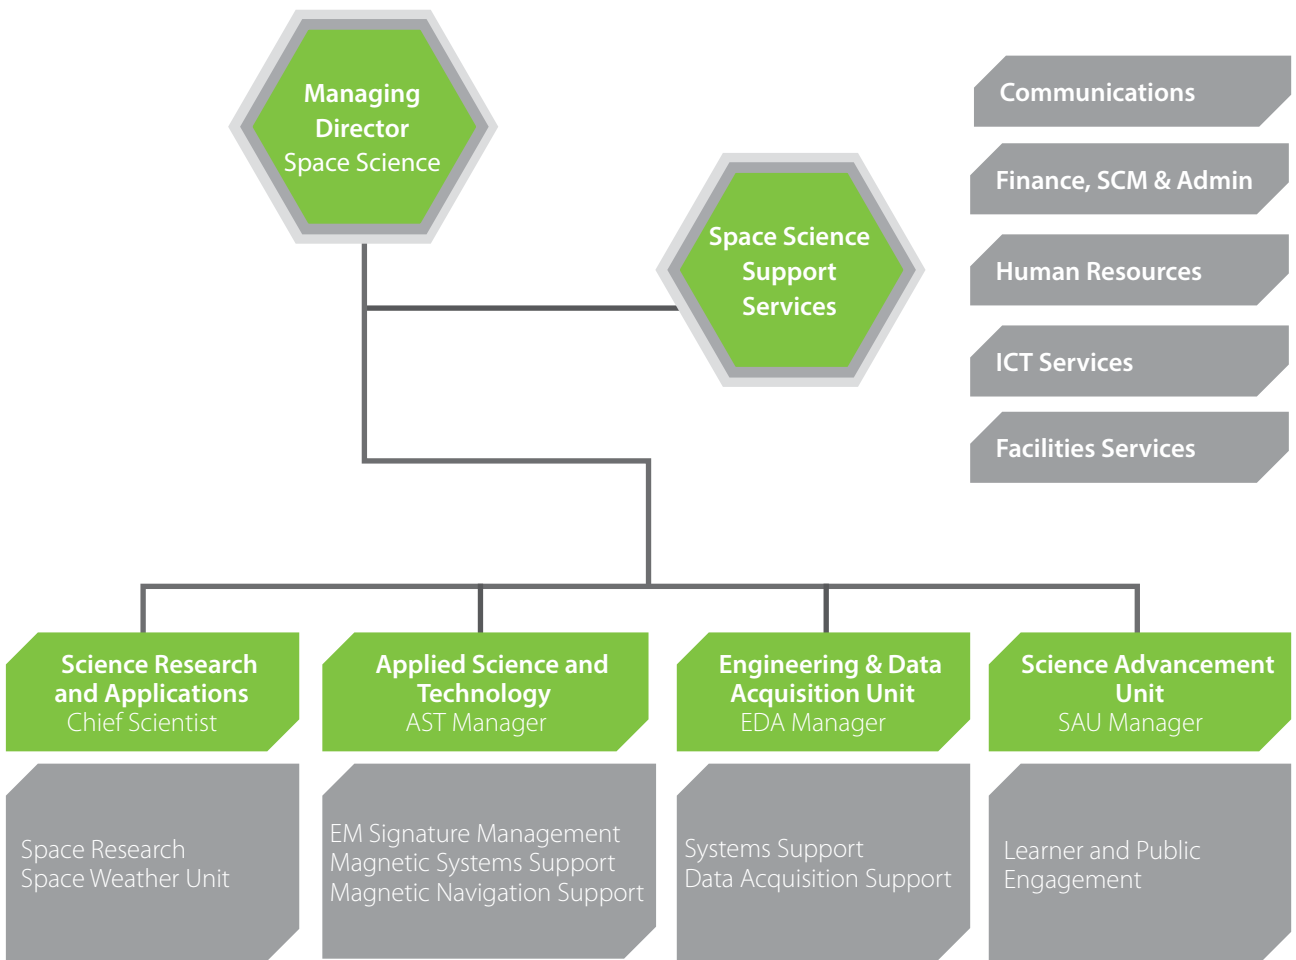 Managing
Director
Space Science
Space Science
Support
Services
Communications
Finance, SCM & Admin
Human Resources
ICT Services
Facilities Services
Science Research
and Applications
Chief Scientist
Applied Science and
Technology
AST Manager
Engineering & Data
Acquisition Unit
EDA Manager
Science Advancement
Unit
SAU Manager
Space Research
Space Weather Unit
EM Signature Management
Magnetic Systems Support
Magnetic Navigation Support
Systems Support
Data Acquisition Support
Learner and Public
Engagement